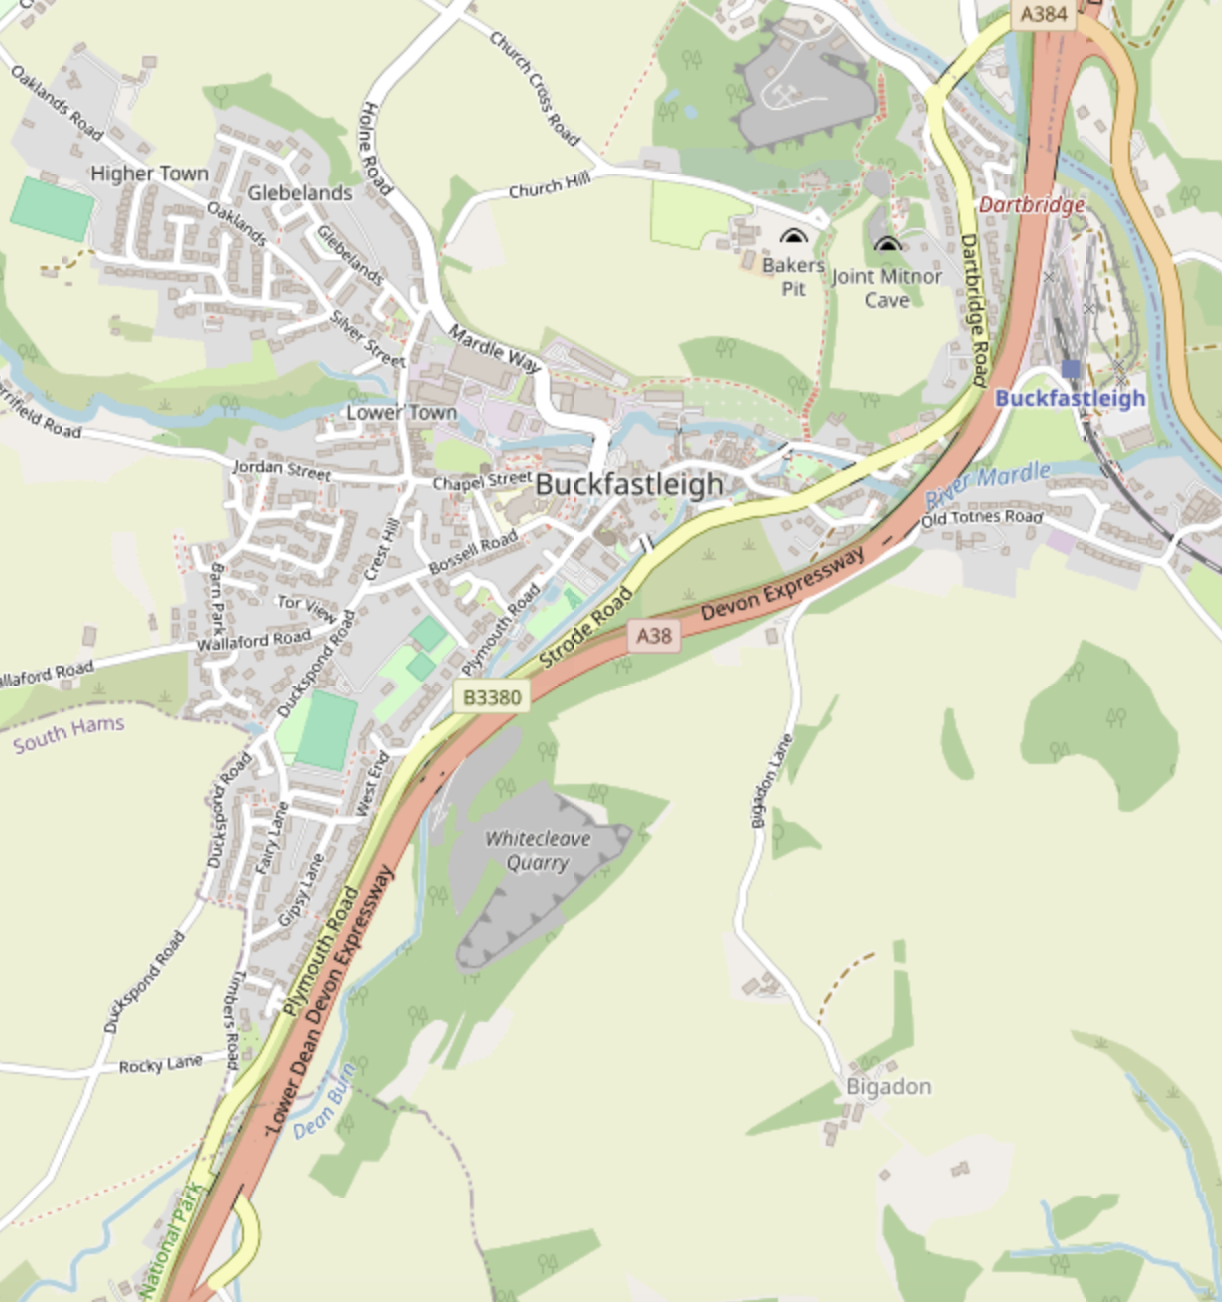 A384
Church Cross Road
Oaklands Road
Holne Road
Higher Town
Glebelands
Church Hill
Dartbridge
Oaklands
Glebelands
Dartbridge Road
Bakers
Pit
Joint Mitnor
Cave
Silver Street
Mardle Way
Buckfastleigh
Lower Town
Jordan Street
Chapel Street
Buckfastleigh
River Mardle
Old Totnes Road
Crest Hill
Bossell Road
Barn Park
Tor View
Plymouth Road
Strode Road
Devon Expressway
A38
Wallaford Road
Duckspond Road
B3380
South Hams
Bigadon Lane
Duckspond Road
West End
Fairy Lane
Whitecleave
Quarry
Gipsy Lane
Plymouth Road
Lower Dean Devon Expressway
Duckspond Road
Timbers Road
Rocky Lane
Dean Burn
Bigadon
National Park